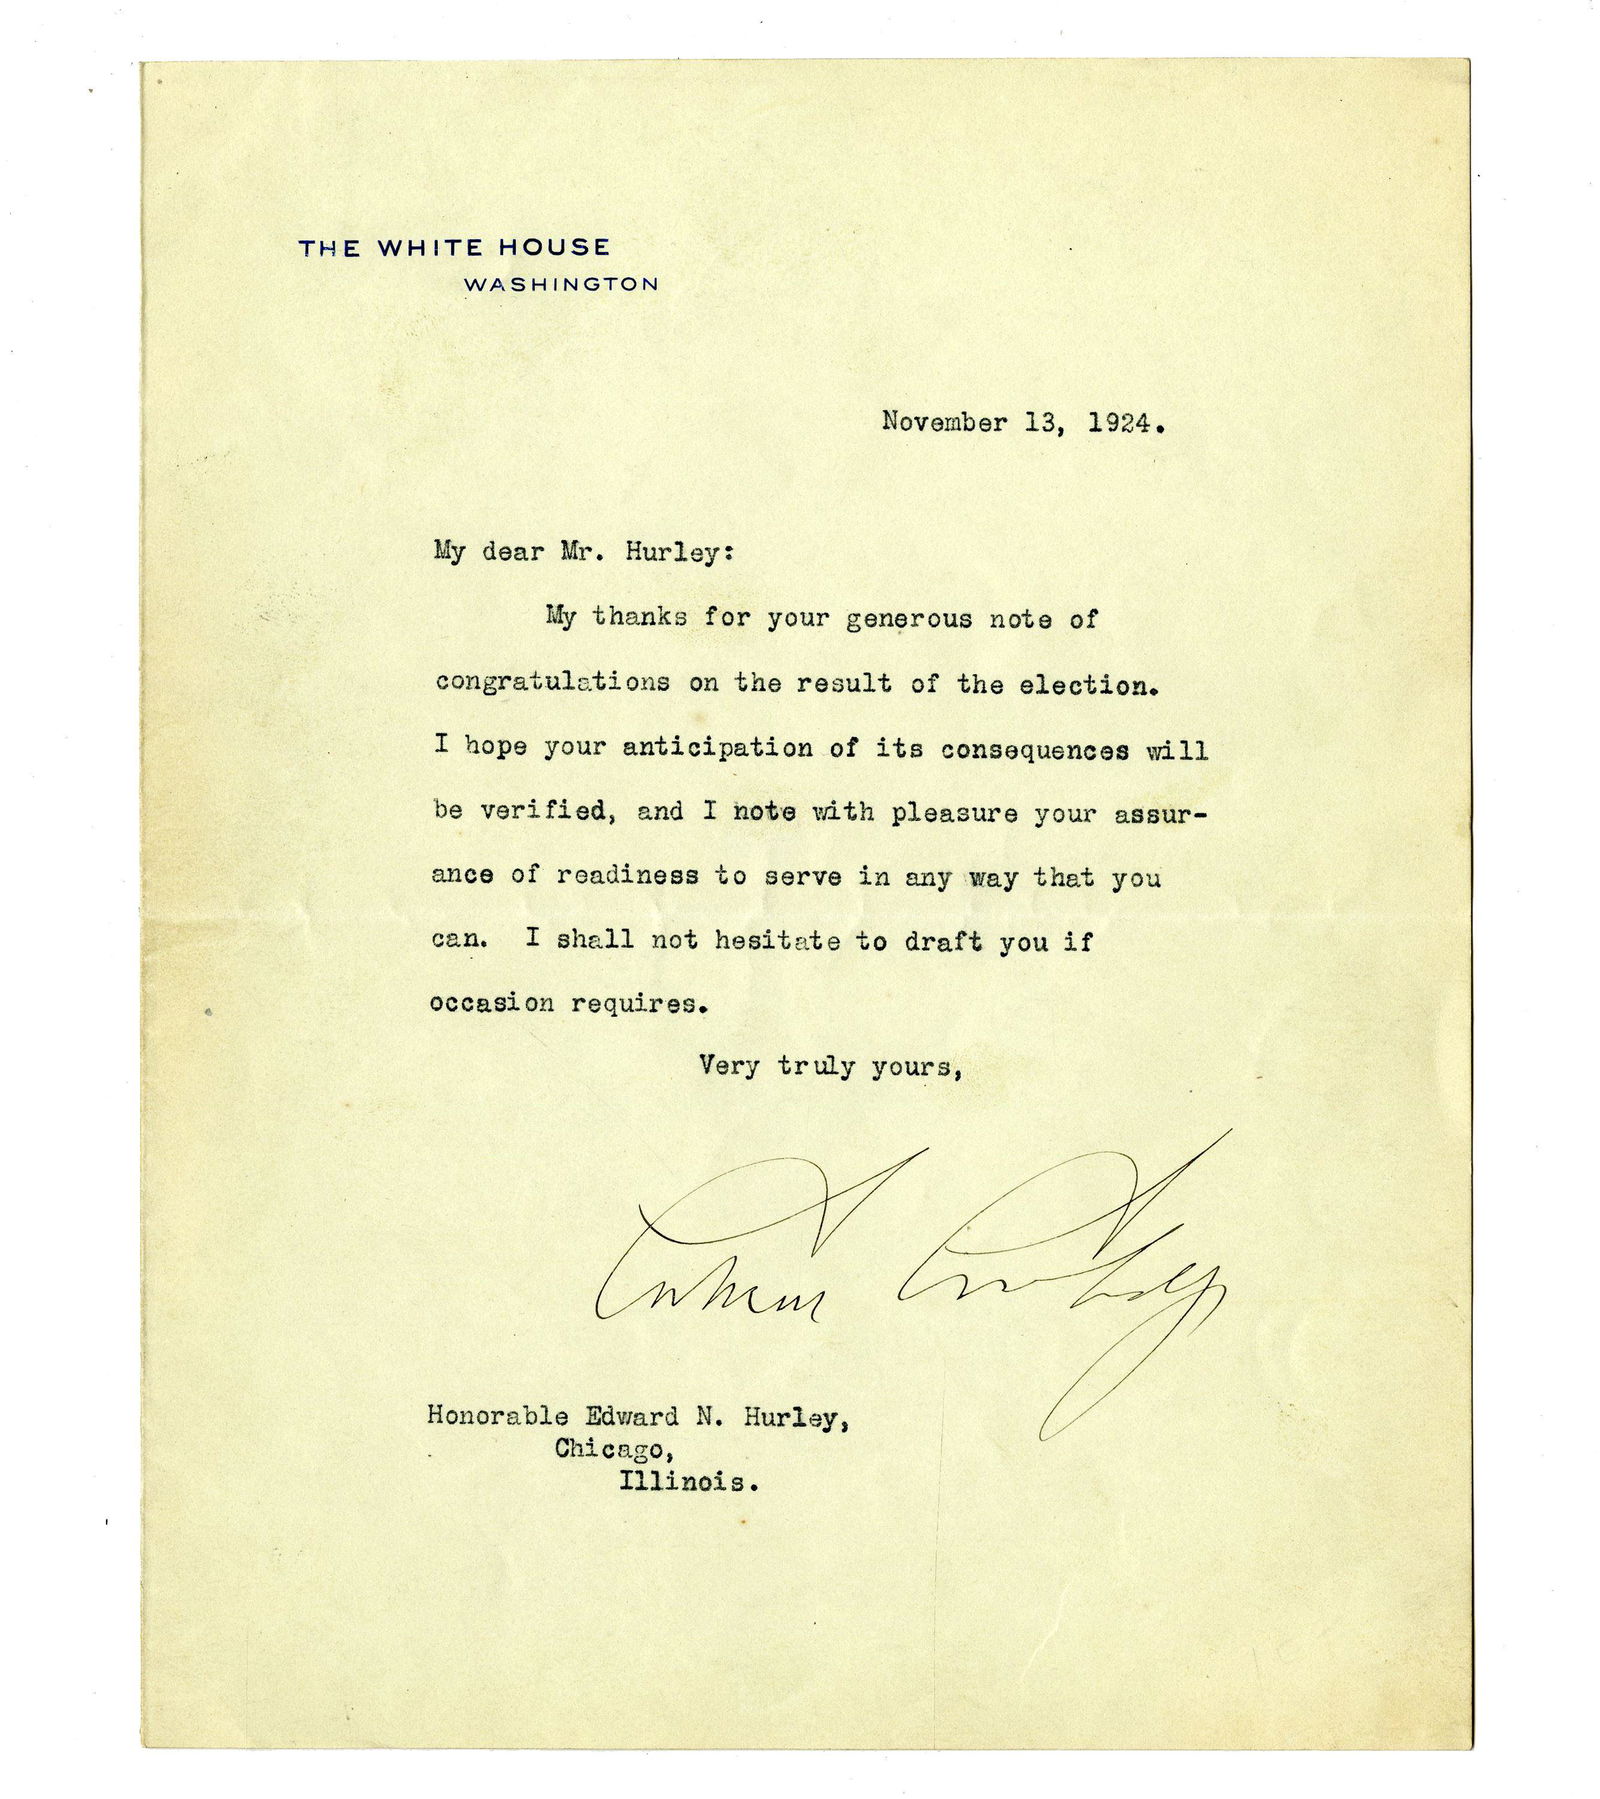 THE WHITE HOUSE
WASHINGTON
November 13, 1924.
My dear Mr. Hurley:
My thanks for your generous note of
congratulations on the result of the election.
I hope your anticipation of its consequences will
be verified, and I note with pleasure your assur-
ance of readiness to serve in any way that you
can. I shall not hesitate to draft you if
occasion requires.
Very truly yours,
Calvin Coolidge
Honorable Edward N. Hurley,
Chicago,
Illinois.